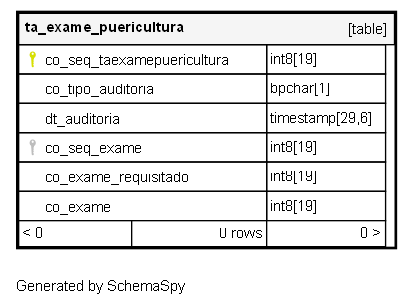 ta_exame_puericultura [table]
co_seq_taexamepuericultura int8[19]
co_tipo_auditoria bpchar[1]
dt_auditoria timestamp[29,6]
co_seq_exame int8[19]
co_exame_requisitado int8[19]
co_exame int8[19]
< 0 0 rows 0 >
Generated by SchemaSpy